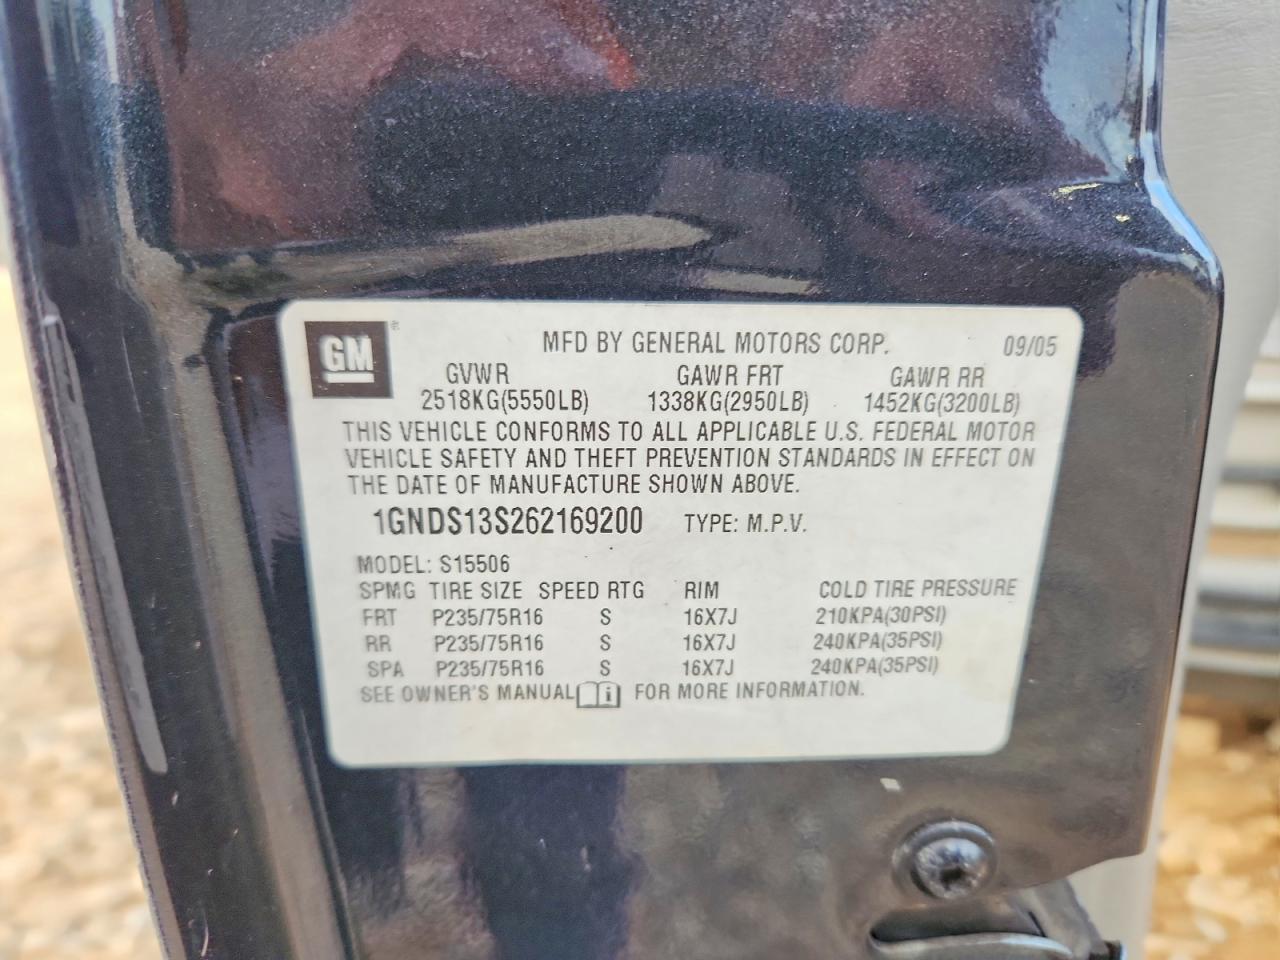 GM
MFD BY GENERAL MOTORS CORP. 09/05
GVWR GAWR FRT GAWR RR
2518KG(5550LB) 1338KG(2950LB) 1452KG(3200LB)
THIS VEHICLE CONFORMS TO ALL APPLICABLE U.S. FEDERAL MOTOR
VEHICLE SAFETY AND THEFT PREVENTION STANDARDS IN EFFECT ON
THE DATE OF MANUFACTURE SHOWN ABOVE.
1GNDS13S262169200 TYPE: M.P.V.
MODEL: S15506
SPMG TIRE SIZE SPEED RTG RIM COLD TIRE PRESSURE
FRT P235/75R16 S 16X7J 210KPA(30PSI)
RR P235/75R16 S 16X7J 240KPA(35PSI)
SPA P235/75R16 S 16X7J 240KPA(35PSI)
SEE OWNER'S MANUAL i FOR MORE INFORMATION.